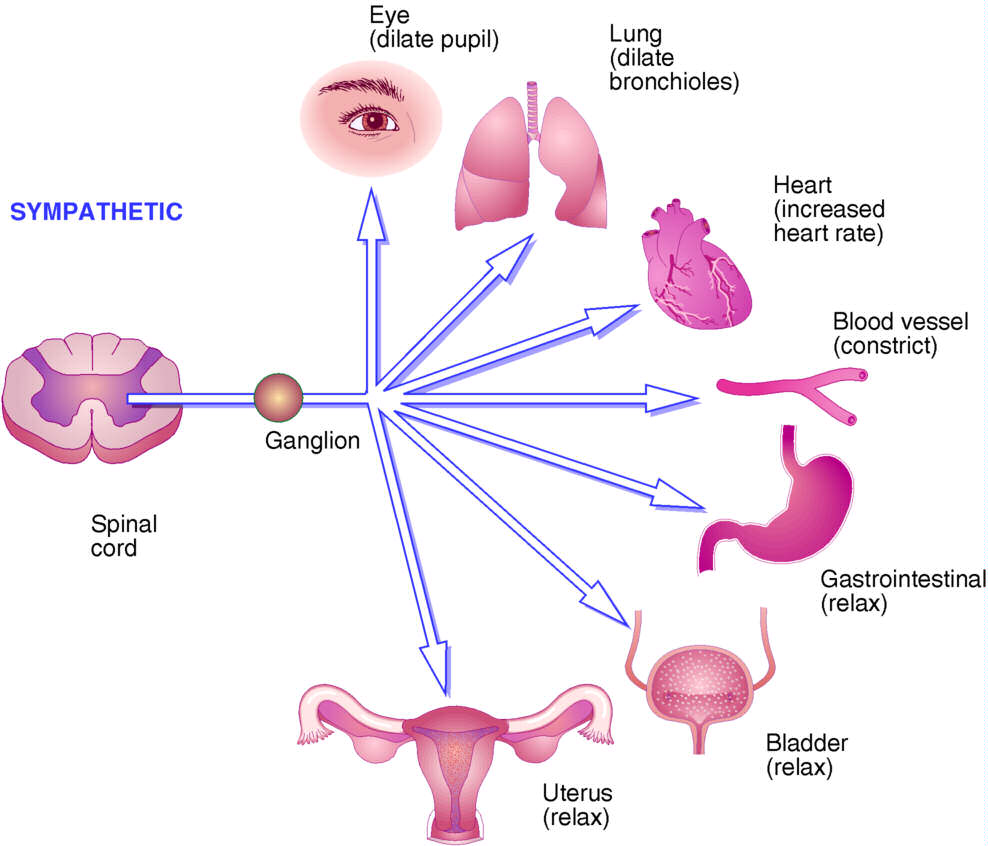 Eye
(dilate pupil)
Lung
(dilate
bronchioles)
SYMPATHETIC
Heart
(increased
heart rate)
Blood vessel
(constrict)
Ganglion
Spinal
cord
Gastrointestinal
(relax)
Bladder
(relax)
Uterus
(relax)